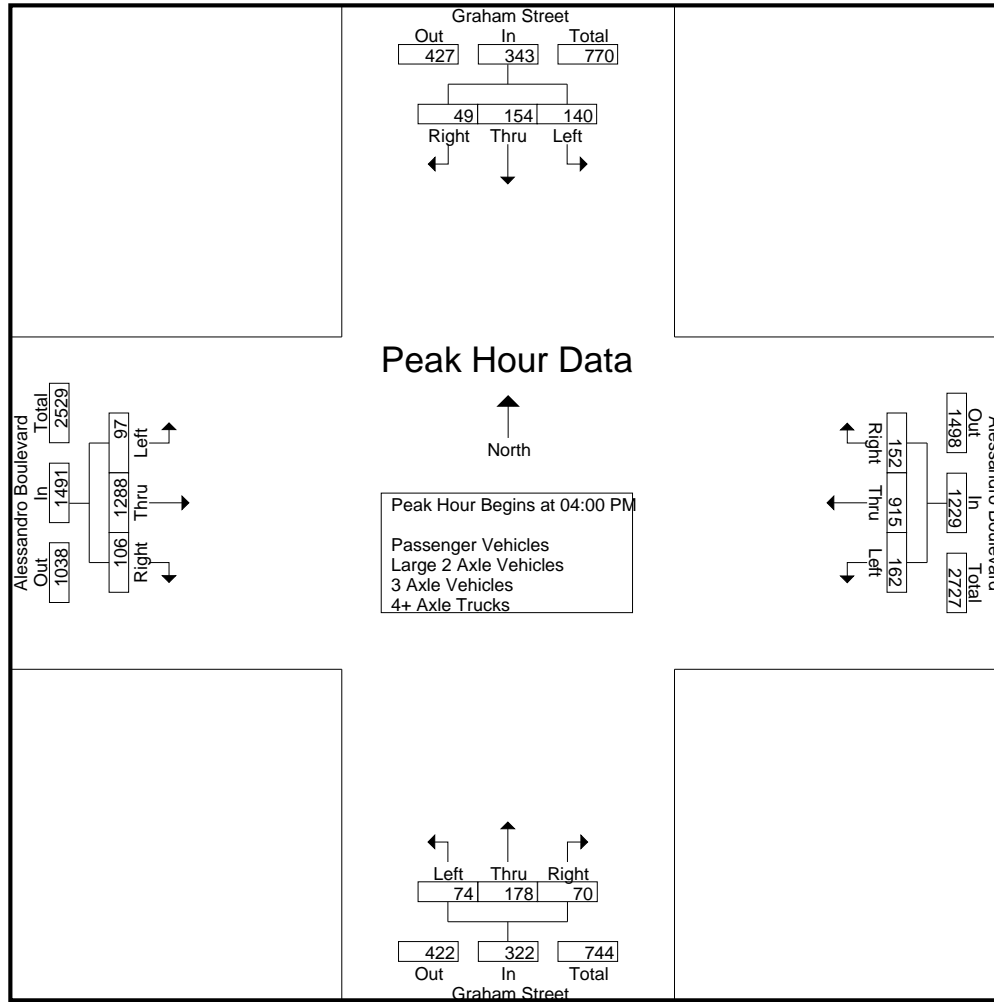 Graham Street
Out In Total
427 343 770
49 154 140
Right Thru Left
Peak Hour Data
North
Peak Hour Begins at 04:00 PM
Passenger Vehicles
Large 2 Axle Vehicles
3 Axle Vehicles
4+ Axle Trucks
Alessandro Boulevard
Out In Total
1038 1491 2529
106 1288 97
Right Thru Left
Alessandro Boulevard
Out In Total
1498 1229 2727
152 915 162
Right Thru Left
Left Thru Right
74 178 70
422 322 744
Out In Total
Graham Street